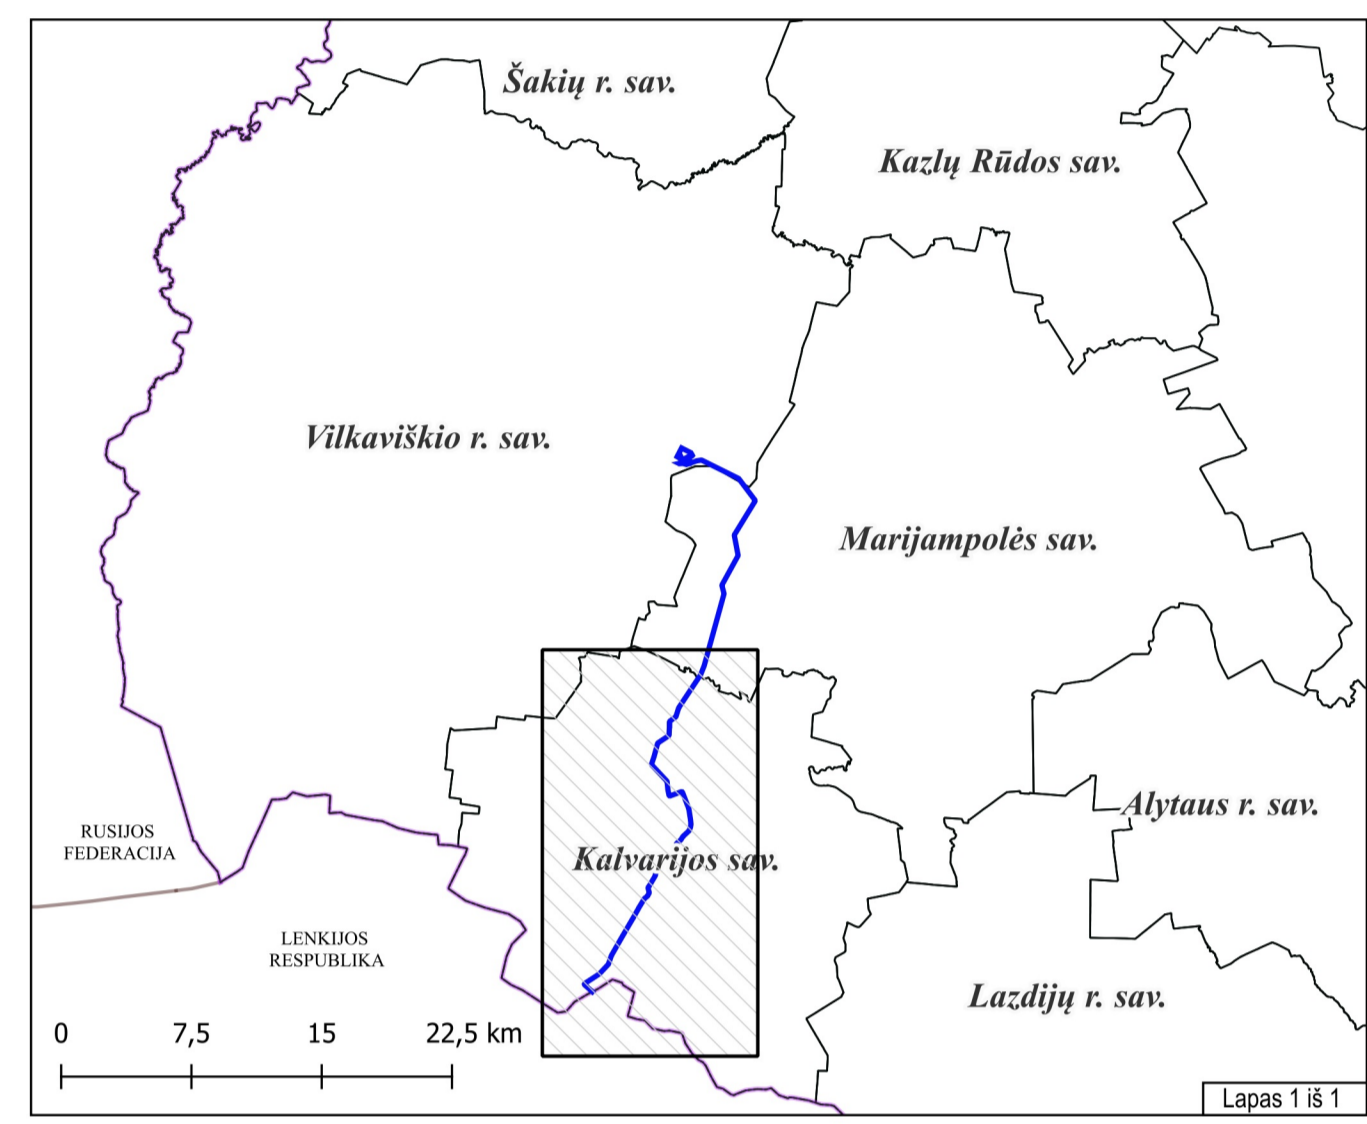 Šakių r. sav.
Kazlų Rūdos sav.
Vilkaviškio r. sav.
Marijampolės sav.
Alytaus r. sav.
RUSIJOS
FEDERACIJA
Kalvarijos sav.
LENKIJOS
RESPUBLIKA
Lazdijų r. sav.
0 7,5 15 22,5 km
Lapas 1 iš 1